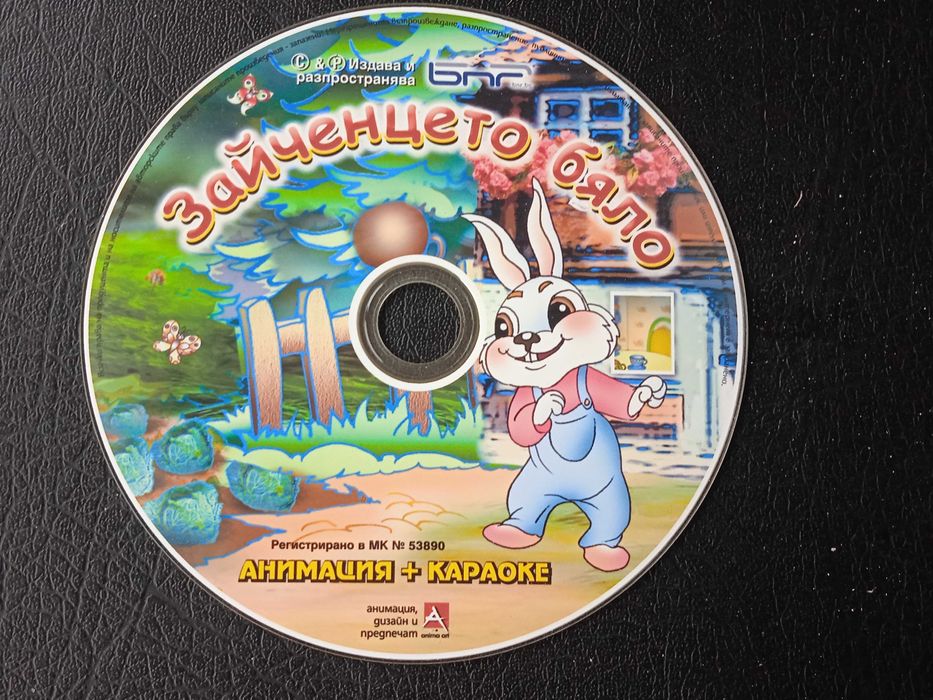 © & ℗ Издава и
разпространява
бнр
Зайченцето бяло
Регистрирано в МК № 53890
АНИМАЦИЯ + КАРАОКЕ
анимация,
дизайн и
предпечат
anima art